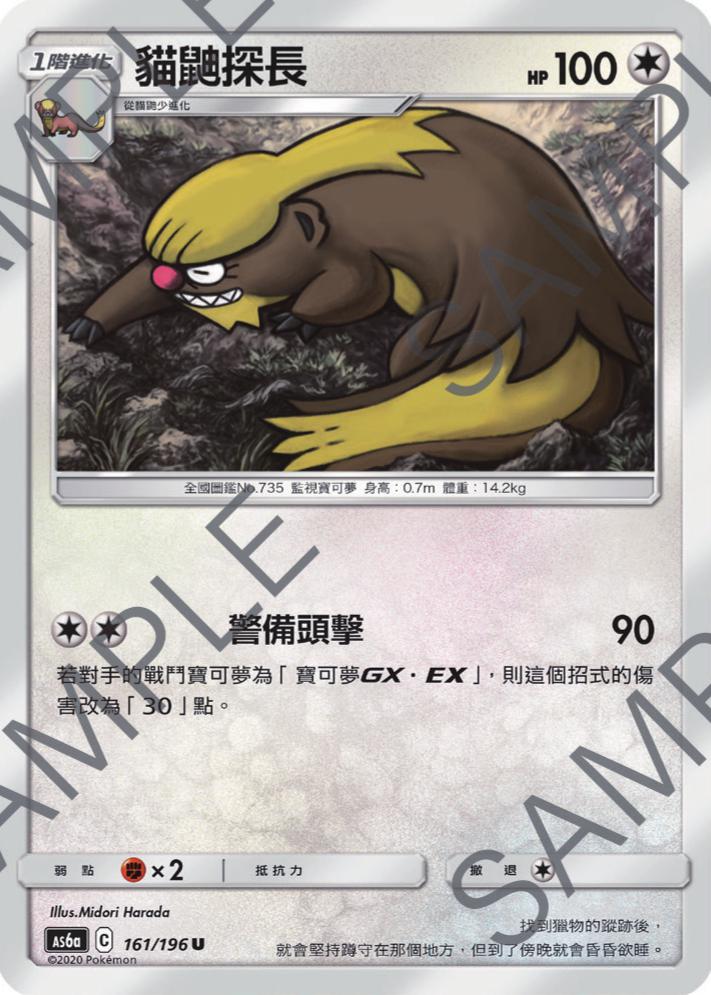 1階進化
貓鼬探長
HP 100
從貓鼬少進化
全國圖鑑No.735 監視寶可夢 身高：0.7m 體重：14.2kg
警備頭擊 90
若對手的戰鬥寶可夢為「寶可夢GX・EX」，則這個招式的傷
害改為「30」點。
弱點 ×2 抵抗力 撤退
Illus.Midori Harada
找到獵物的蹤跡後，
AS6a C 161/196 U
就會堅持蹲守在那個地方，但到了傍晚就會昏昏欲睡。
©2020 Pokémon
SAMPLE
SAMPLE
SAMPLE
SAMPLE